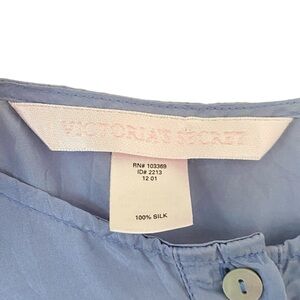 VICTORIA'S SECRET
RN# 103369
ID# 2213
12 01
100% SILK